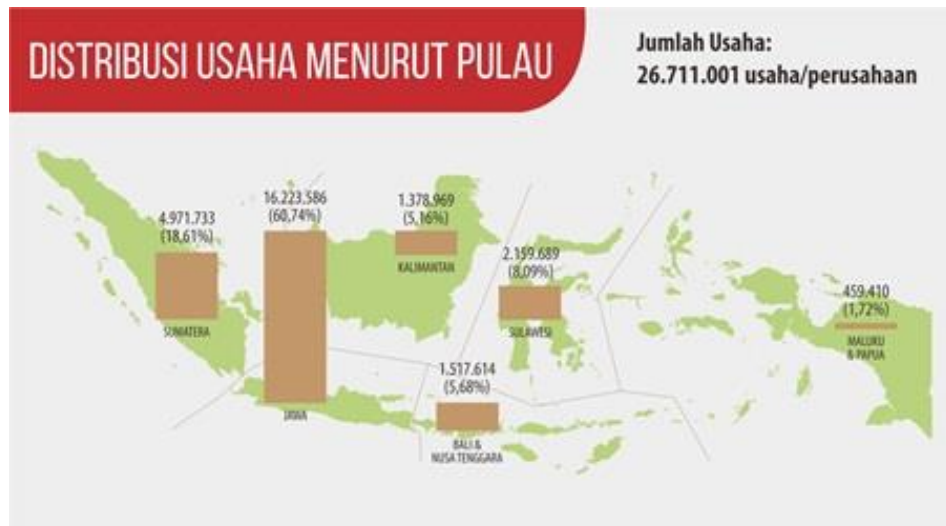 DISTRIBUSI USAHA MENURUT PULAU
Jumlah Usaha:
26.711.001 usaha/perusahaan
4.971.733
(18,61%)
SUMATERA
16.223.586
(60,74%)
JAWA
1.378.969
(5,16%)
KALIMANTAN
2.159.689
(8,09%)
SULAWESI
1.517.614
(5,68%)
BALI &
NUSA TENGGARA
459.410
(1,72%)
MALUKU
& PAPUA